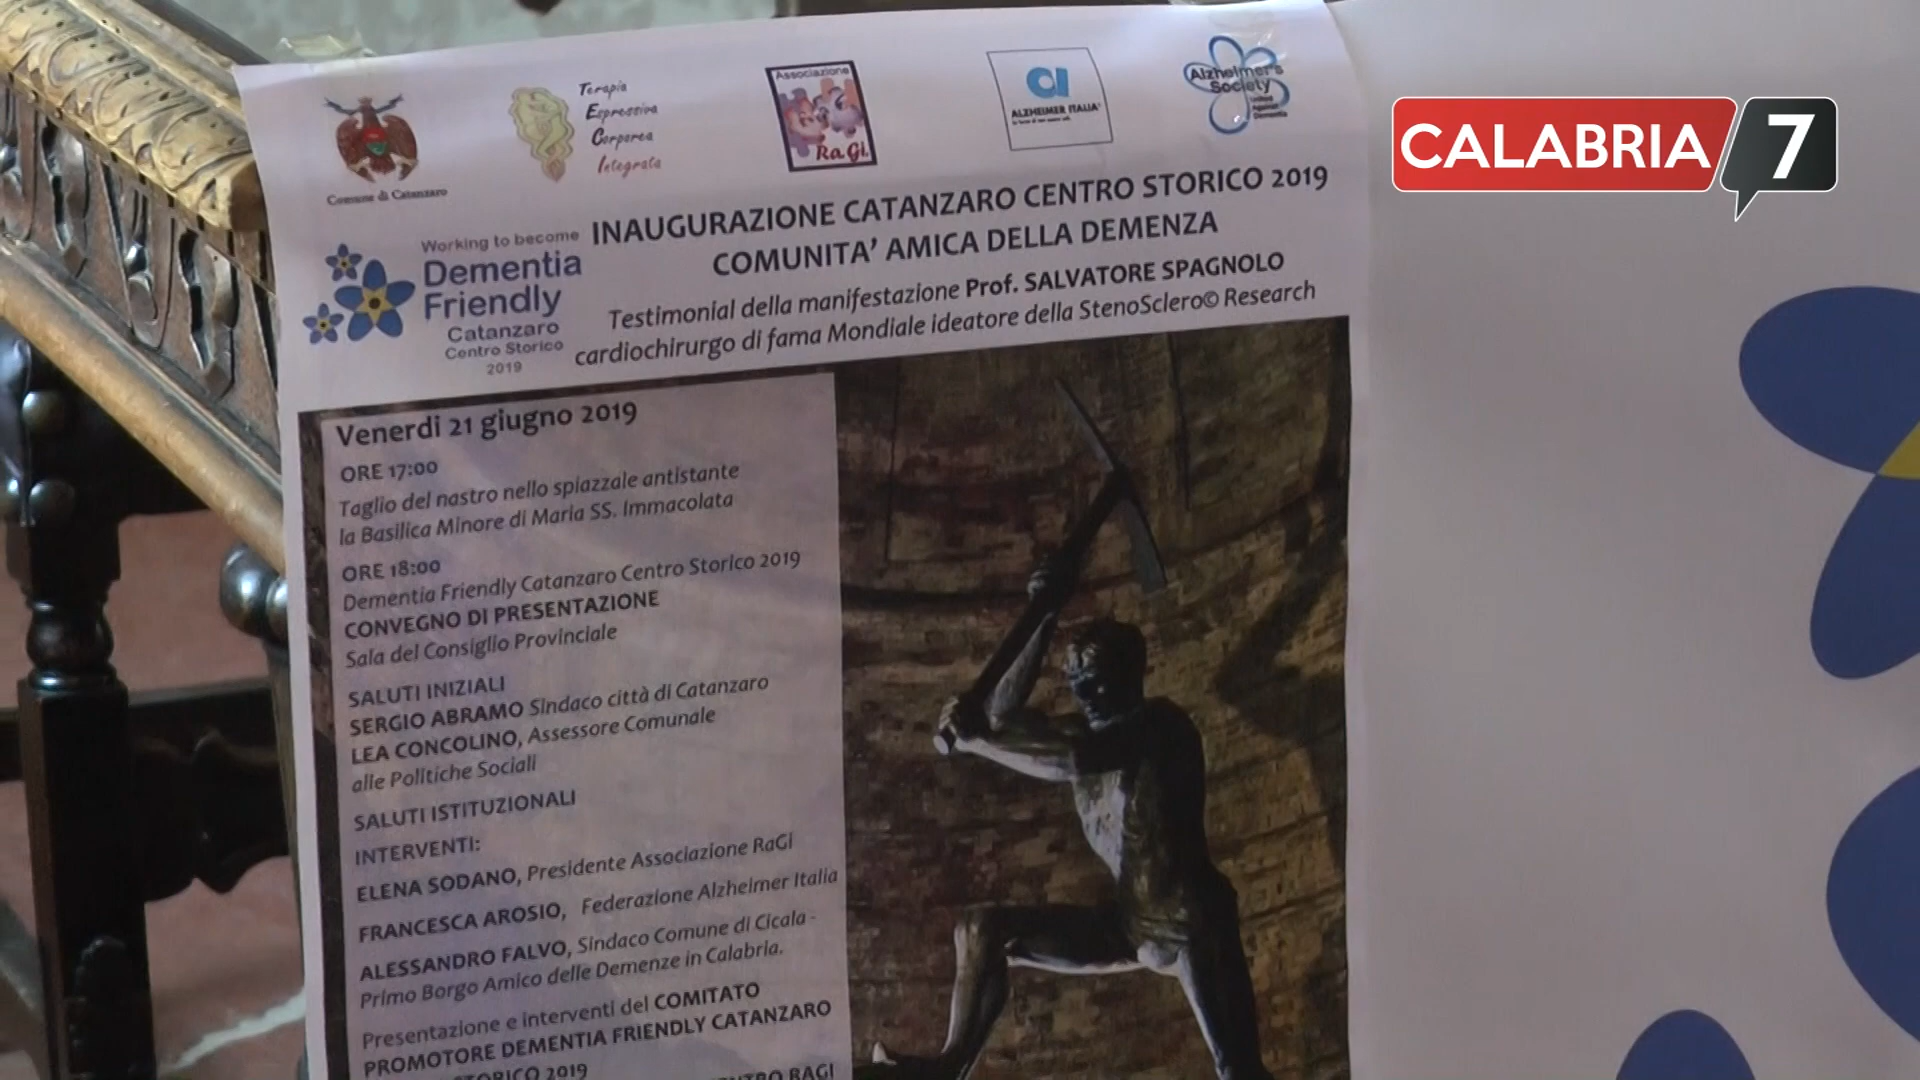 CALABRIA 7
Comune di Catanzaro
Terapia
Espressiva
Corporea
Integrata
Associazione
Ra.Gi.
ALZHEIMER ITALIA
Alzheimer's
Society
United
Against
Dementia
Working to become
Dementia
Friendly
Catanzaro
Centro Storico
2019
INAUGURAZIONE CATANZARO CENTRO STORICO 2019
COMUNITA' AMICA DELLA DEMENZA
Testimonial della manifestazione Prof. SALVATORE SPAGNOLO
cardiochirurgo di fama Mondiale ideatore della StenoSclero© Research
Venerdi 21 giugno 2019
ORE 17:00
Taglio del nastro nello spiazzale antistante
la Basilica Minore di Maria SS. Immacolata
ORE 18:00
Dementia Friendly Catanzaro Centro Storico 2019
CONVEGNO DI PRESENTAZIONE
Sala del Consiglio Provinciale
SALUTI INIZIALI
SERGIO ABRAMO Sindaco città di Catanzaro
LEA CONCOLINO, Assessore Comunale
alle Politiche Sociali
SALUTI ISTITUZIONALI
INTERVENTI:
ELENA SODANO, Presidente Associazione RaGi
FRANCESCA AROSIO, Federazione Alzheimer Italia
ALESSANDRO FALVO, Sindaco Comune di Cicala -
Primo Borgo Amico delle Demenze in Calabria.
Presentazione e interventi del COMITATO
PROMOTORE DEMENTIA FRIENDLY CATANZARO
2019
RAGI